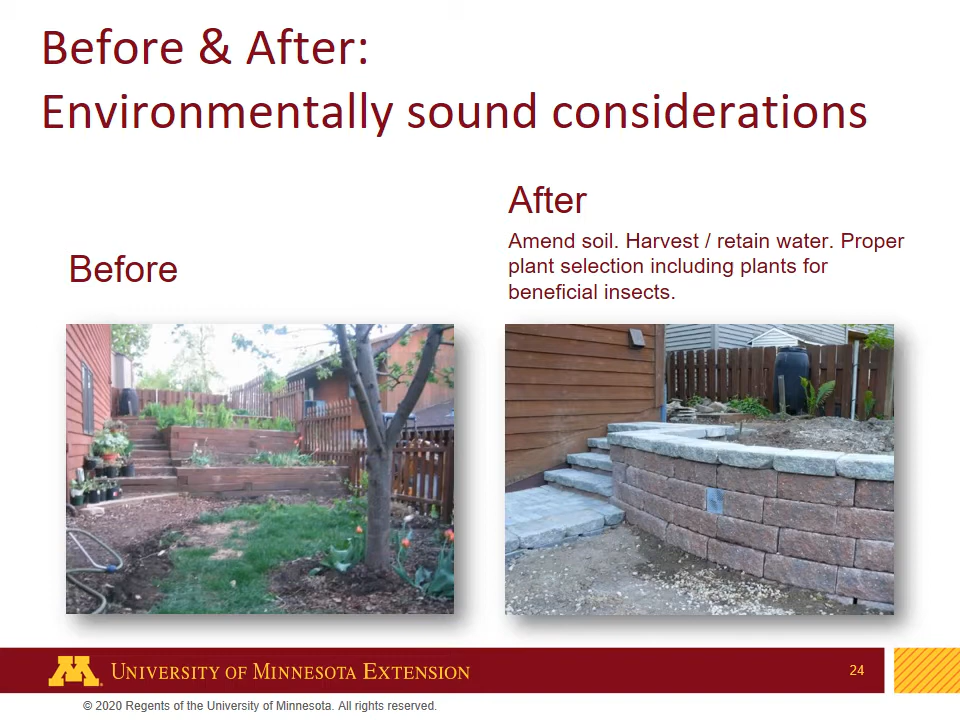 Before & After:
Environmentally sound considerations
Before
After
Amend soil. Harvest / retain water. Proper
plant selection including plants for
beneficial insects.
M
UNIVERSITY OF MINNESOTA EXTENSION
24
© 2020 Regents of the University of Minnesota. All rights reserved.